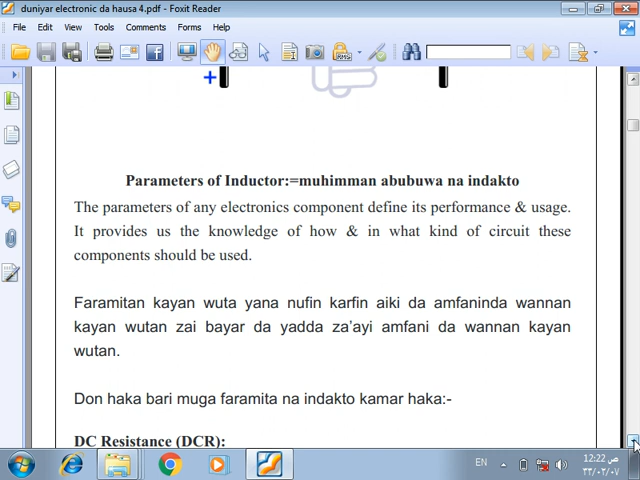 duniyar electronic da hausa 4.pdf - Foxit Reader
File Edit View Tools Comments Forms Help
Parameters of Inductor:=muhimman abubuwa na indakto
The parameters of any electronics component define its performance & usage.
It provides us the knowledge of how & in what kind of circuit these
components should be used.
Faramitan kayan wuta yana nufin karfin aiki da amfaninda wannan
kayan wutan zai bayar da yadda za'ayi amfani da wannan kayan
wutan.
Don haka bari muga faramita na indakto kamar haka:-
DC Resistance (DCR):
EN
12:22 ص
٣٣/٠٢/٠٧